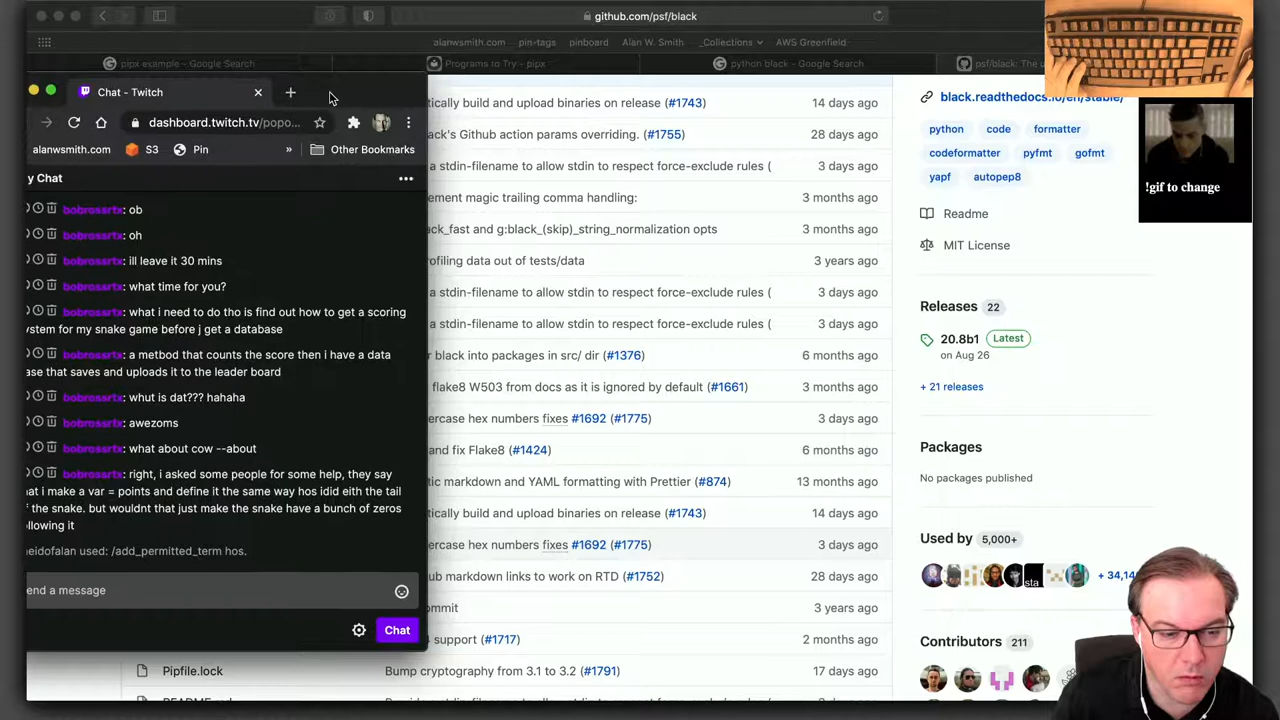 github.com/psf/black
alanwsmith.com pin-tags pinboard Alan W. Smith _Collections AWS Greenfield
pipx example – Google Search
Programs to Try - pipx
python black - Google Search
psf/black: The u
Chat - Twitch
dashboard.twitch.tv/popo...
alanwsmith.com S3 Pin » Other Bookmarks
y Chat
bobrossrtx: ob
bobrossrtx: oh
bobrossrtx: ill leave it 30 mins
bobrossrtx: what time for you?
bobrossrtx: what i need to do tho is find out how to get a scoring
ystem for my snake game before j get a database
bobrossrtx: a metbod that counts the score then i have a data
ase that saves and uploads it to the leader board
bobrossrtx: whut is dat??? hahaha
bobrossrtx: awezoms
bobrossrtx: what about cow --about
bobrossrtx: right, i asked some people for some help, they say
at i make a var = points and define it the same way hos idid eith the tail
f the snake. but wouldnt that just make the snake have a bunch of zeros
ollowing it
eidofalan used: /add_permitted_term hos.
end a message
Chat
tically build and upload binaries on release (#1743) 14 days ago
ack's Github action params overriding. (#1755) 28 days ago
a stdin-filename to allow stdin to respect force-exclude rules ( 3 days ago
ement magic trailing comma handling: 3 months ago
ack_fast and g:black_(skip)_string_normalization opts 3 months ago
rofiling data out of tests/data 3 years ago
a stdin-filename to allow stdin to respect force-exclude rules ( 3 days ago
a stdin-filename to allow stdin to respect force-exclude rules ( 3 days ago
r black into packages in src/ dir (#1376) 6 months ago
flake8 W503 from docs as it is ignored by default (#1661) 3 months ago
ercase hex numbers fixes #1692 (#1775) 3 days ago
and fix Flake8 (#1424) 6 months ago
atic markdown and YAML formatting with Prettier (#874) 13 months ago
tically build and upload binaries on release (#1743) 14 days ago
ercase hex numbers fixes #1692 (#1775) 3 days ago
ub markdown links to work on RTD (#1752) 28 days ago
ommit 3 years ago
support (#1717) 2 months ago
Pipfile.lock Bump cryptography from 3.1 to 3.2 (#1791) 17 days ago
black.readthedocs.io/en/stable/
python code formatter
codeformatter pyfmt gofmt
yapf autopep8
Readme
MIT License
Releases 22
20.8b1 Latest
on Aug 26
+ 21 releases
Packages
No packages published
Used by 5,000+
+ 34,14
Contributors 211
!gif to change